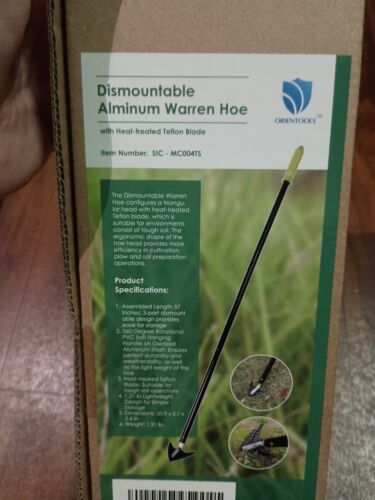 Dismountable
Alminum Warren Hoe
with Heat-treated Teflon Blade
Item Number: SIC - MC004TS
ORIENTOOLS™
The Dismountable Warren
Hoe configures a triangu-
lar head with heat-treated
Teflon blade, which is
suitable for environments
consist of tough soil. The
ergonomic shape of the
hoe head provides more
efficiency in cultivation,
plow and soil preparation
operations.
Product
Specifications:
1. Assembled Length 57
Inches: 3-part dismount
able design provides
ease for storage
2. 360-Degree Rotational
PVC Soft Hanging
Handle on Oxidized
Aluminum Shaft: Ensures
perfect durability and
weatherability, as well
as the light weight of the
hoe
3. Heat-treated Teflon
Blade: Suitable for
tough soil operations
4. 1.21 lb Lightweight
Design for Simple
Storage
5. Dimensions: 20.9 x 5.1 x
2.4 in.
6. Weight: 1.21 lbs.